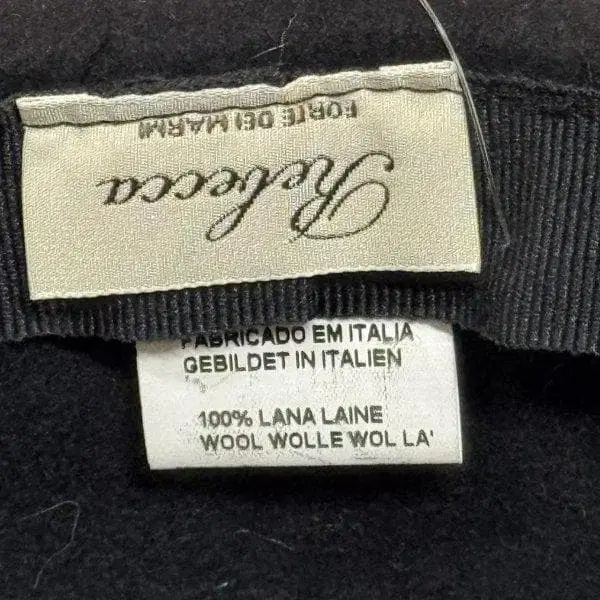 Rebecca
FORTE DEI MARMI
FABRICADO EM ITALIA
GEBILDET IN ITALIEN
100% LANA LAINE
WOOL WOLLE WOL LA'